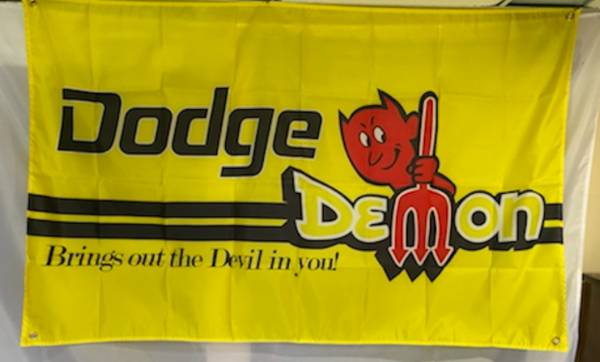 Dodge
Demon
Brings out the Devil in you!